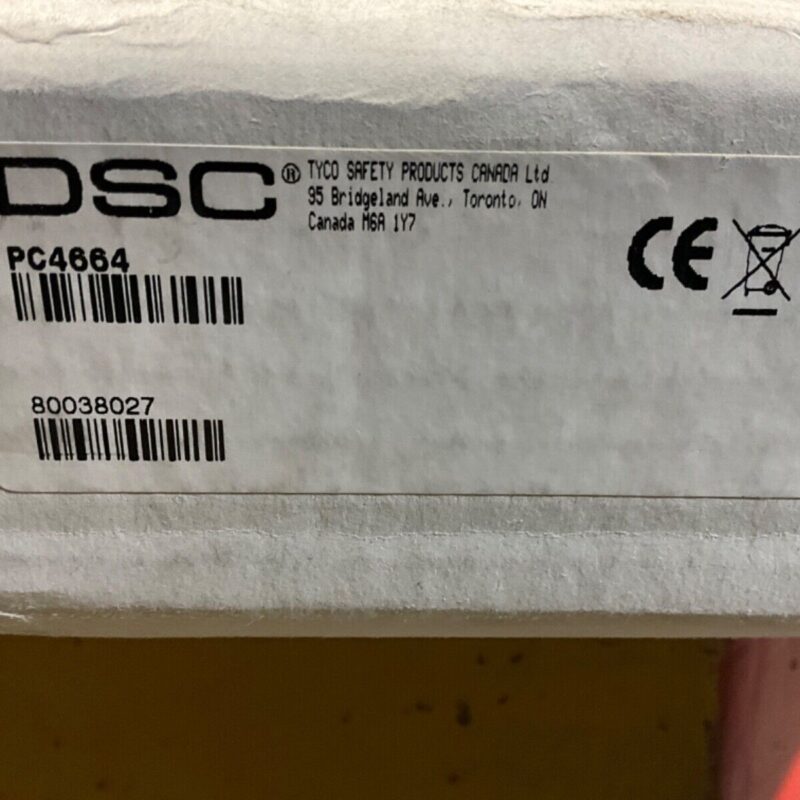 DSC® TYCO SAFETY PRODUCTS CANADA Ltd
95 Bridgeland Ave., Toronto, ON
Canada M6A 1Y7
CE
PC4664
80038027